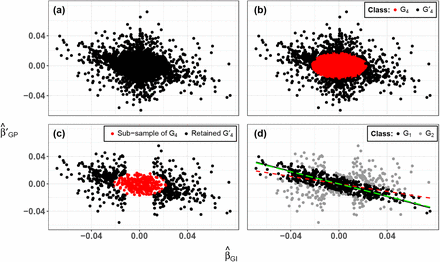 (a)
(b)
Class: G₄ G'₄
0.04
0.00
−0.04
(c)
Sub−sample of G₄ Retained G'₄
(d)
Class: G₁ G₂
0.04
0.00
−0.04
−0.04 0.00 0.04
−0.04 0.00 0.04
β̂'GP
β̂GI